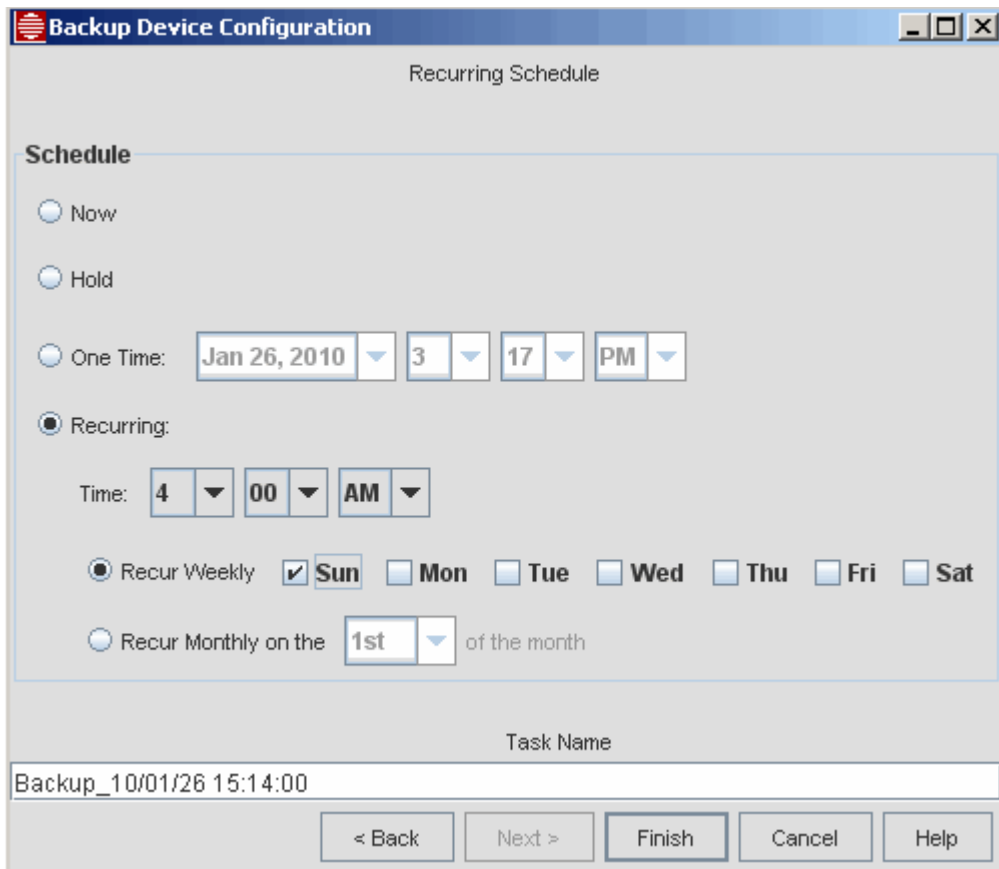 Backup Device Configuration
Recurring Schedule
Schedule
Now
Hold
One Time: Jan 26, 2010 3 17 PM
Recurring:
Time: 4 00 AM
Recur Weekly Sun Mon Tue Wed Thu Fri Sat
Recur Monthly on the 1st of the month
Task Name
Backup_10/01/26 15:14:00
< Back Next > Finish Cancel Help